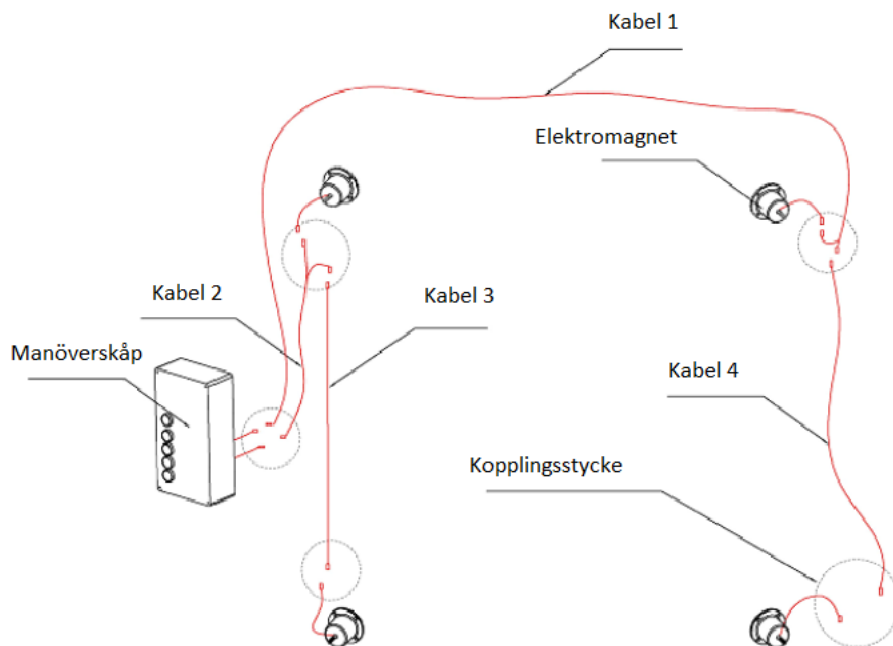 Kabel 1
Elektromagnet
Kabel 2
Kabel 3
Manöverskåp
Kabel 4
Kopplingsstycke